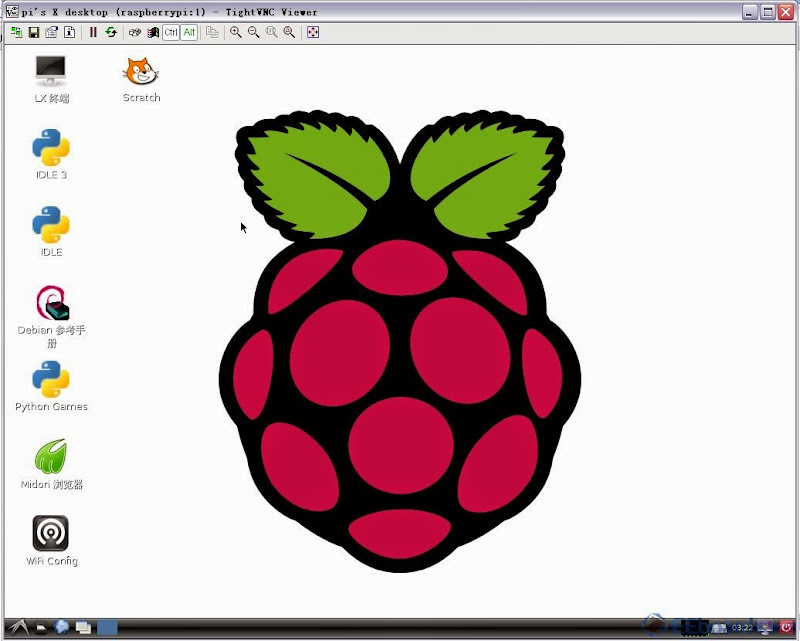 pi's X desktop (raspberrypi:1) - TightVNC Viewer
Ctrl Alt
LX 终端
Scratch
IDLE 3
IDLE
Debian 参考手
册
Python Games
Midori 浏览器
WiFi Config
03:22